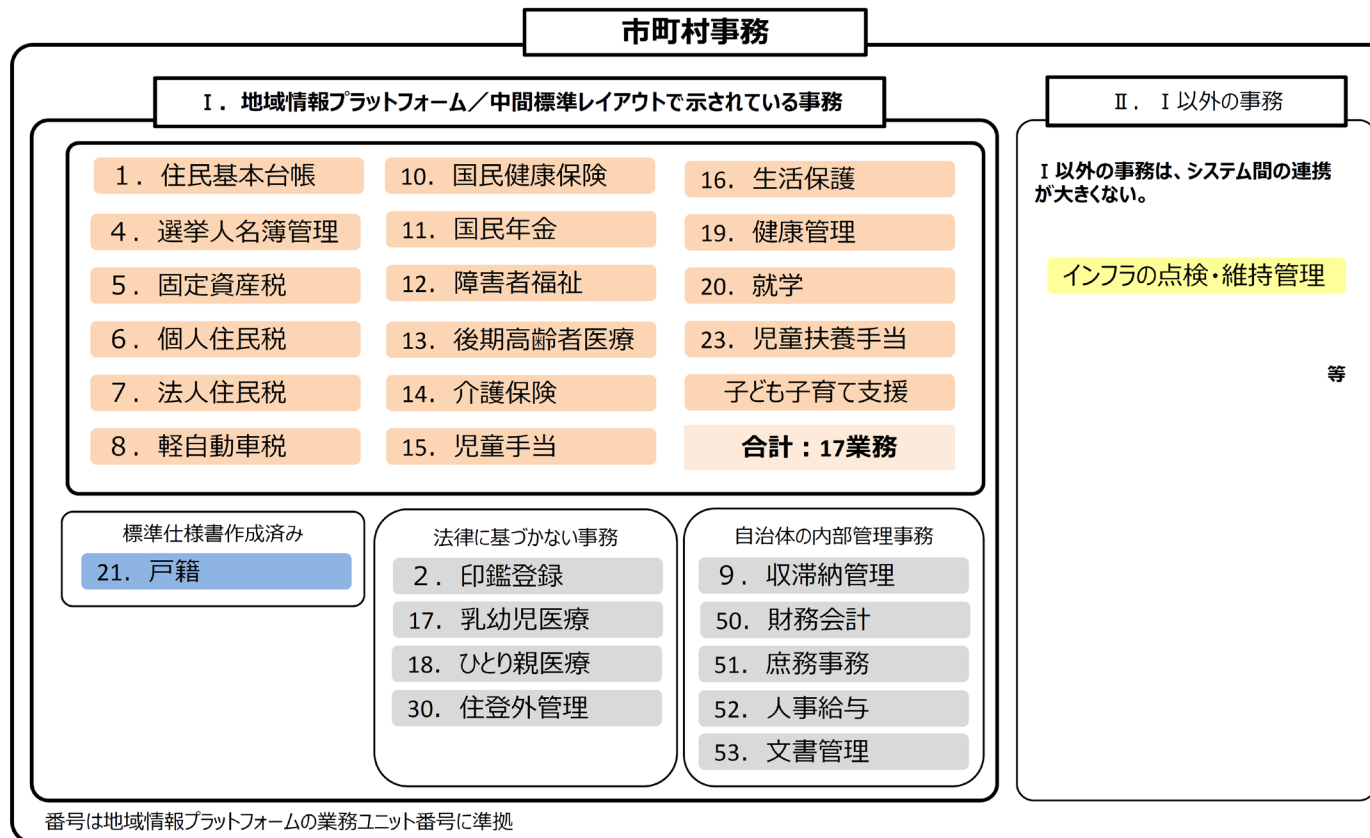 市町村事務
Ⅰ．地域情報プラットフォーム／中間標準レイアウトで示されている事務
１．住民基本台帳
４．選挙人名簿管理
５．固定資産税
６．個人住民税
７．法人住民税
８．軽自動車税
10．国民健康保険
11．国民年金
12．障害者福祉
13．後期高齢者医療
14．介護保険
15．児童手当
16．生活保護
19．健康管理
20．就学
23．児童扶養手当
子ども子育て支援
合計：17業務
標準仕様書作成済み
21．戸籍
法律に基づかない事務
２．印鑑登録
17．乳幼児医療
18．ひとり親医療
30．住登外管理
自治体の内部管理事務
９．収滞納管理
50．財務会計
51．庶務事務
52．人事給与
53．文書管理
Ⅱ．Ⅰ以外の事務
Ⅰ以外の事務は、システム間の連携
が大きくない。
インフラの点検・維持管理
等
番号は地域情報プラットフォームの業務ユニット番号に準拠